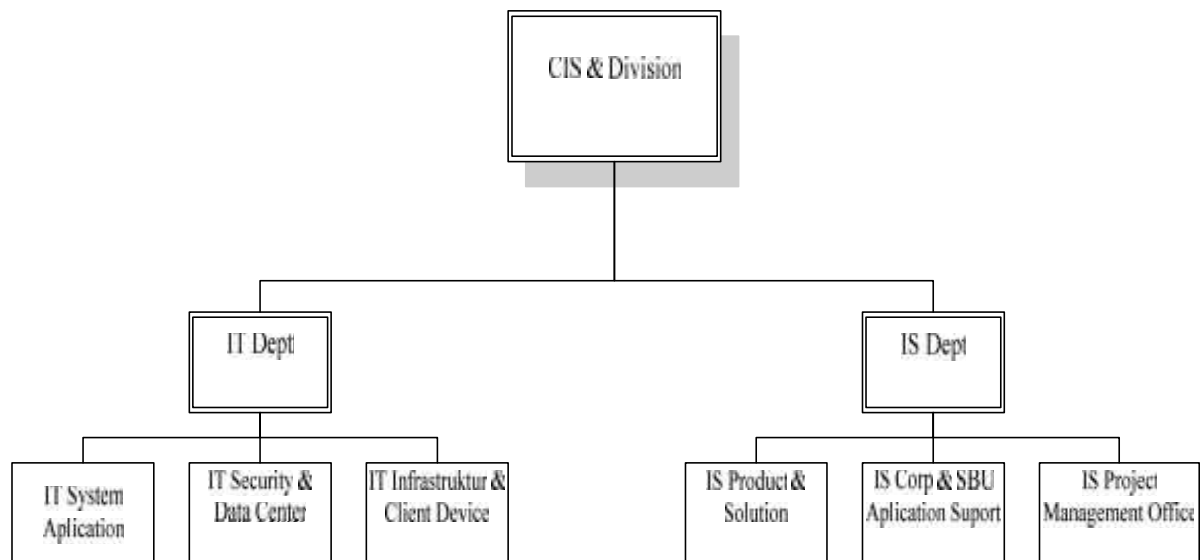 CIS & Division
IT Dept
IS Dept
IT System
Aplication
IT Security &
Data Center
IT Infrastruktur &
Client Device
IS Product &
Solution
IS Corp & SBU
Aplication Suport
IS Project
Management Office